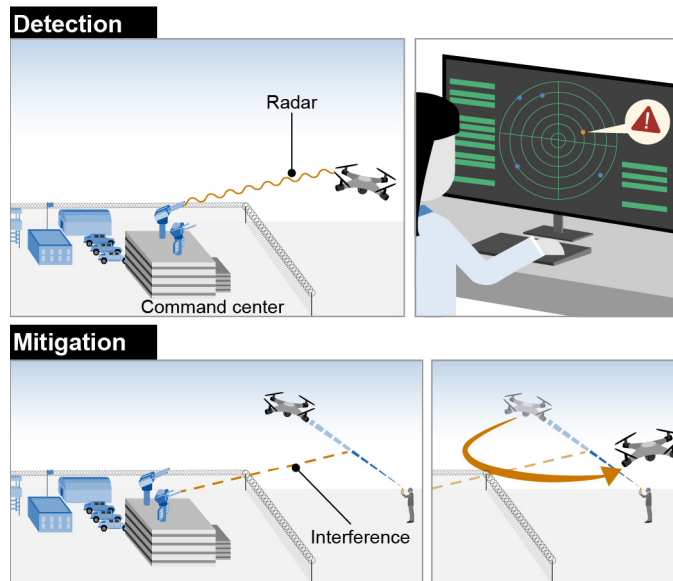 Detection
Radar
Command center
!
Mitigation
Interference